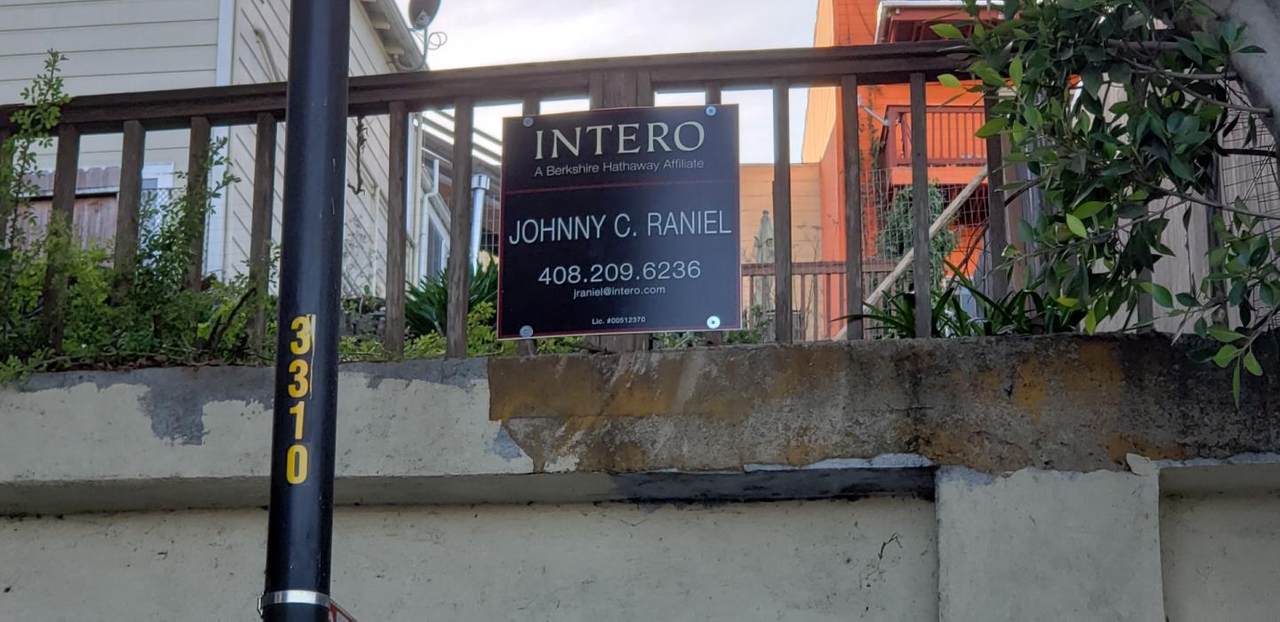 INTERO
A Berkshire Hathaway Affiliate
JOHNNY C. RANIEL
408.209.6236
jraniel@intero.com
Lic. #00512370
3310